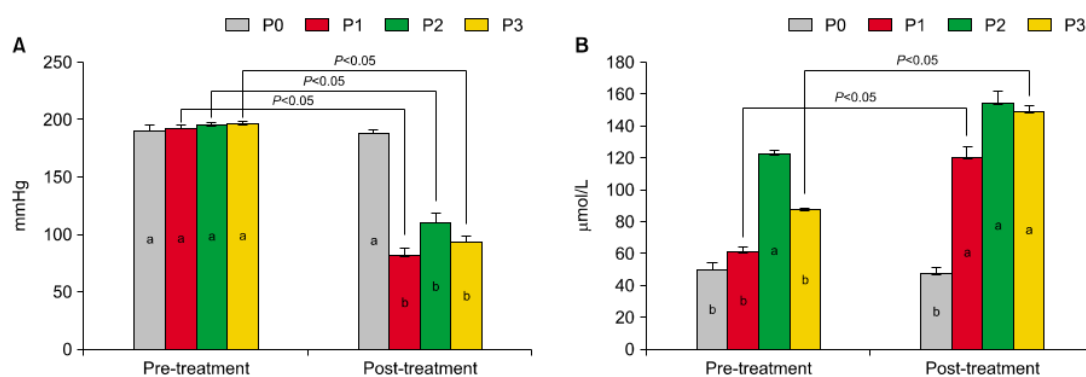 P0 P1 P2 P3
A
250
200
150
100
50
0
mmHg
P<0.05
P<0.05
P<0.05
a a a a
a b b b
Pre-treatment Post-treatment
P0 P1 P2 P3
B
180
160
140
120
100
80
60
40
20
0
µmol/L
P<0.05
P<0.05
b b a b
b a a a
Pre-treatment Post-treatment